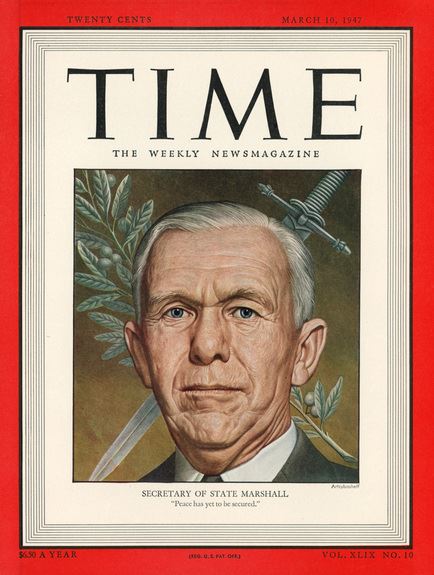 TWENTY CENTS MARCH 10, 1947
TIME
THE WEEKLY NEWSMAGAZINE
Artzybasheff
SECRETARY OF STATE MARSHALL
"Peace has yet to be secured."
$6.50 A YEAR (REG. U. S. PAT. OFF.) VOL. XLIX NO. 10